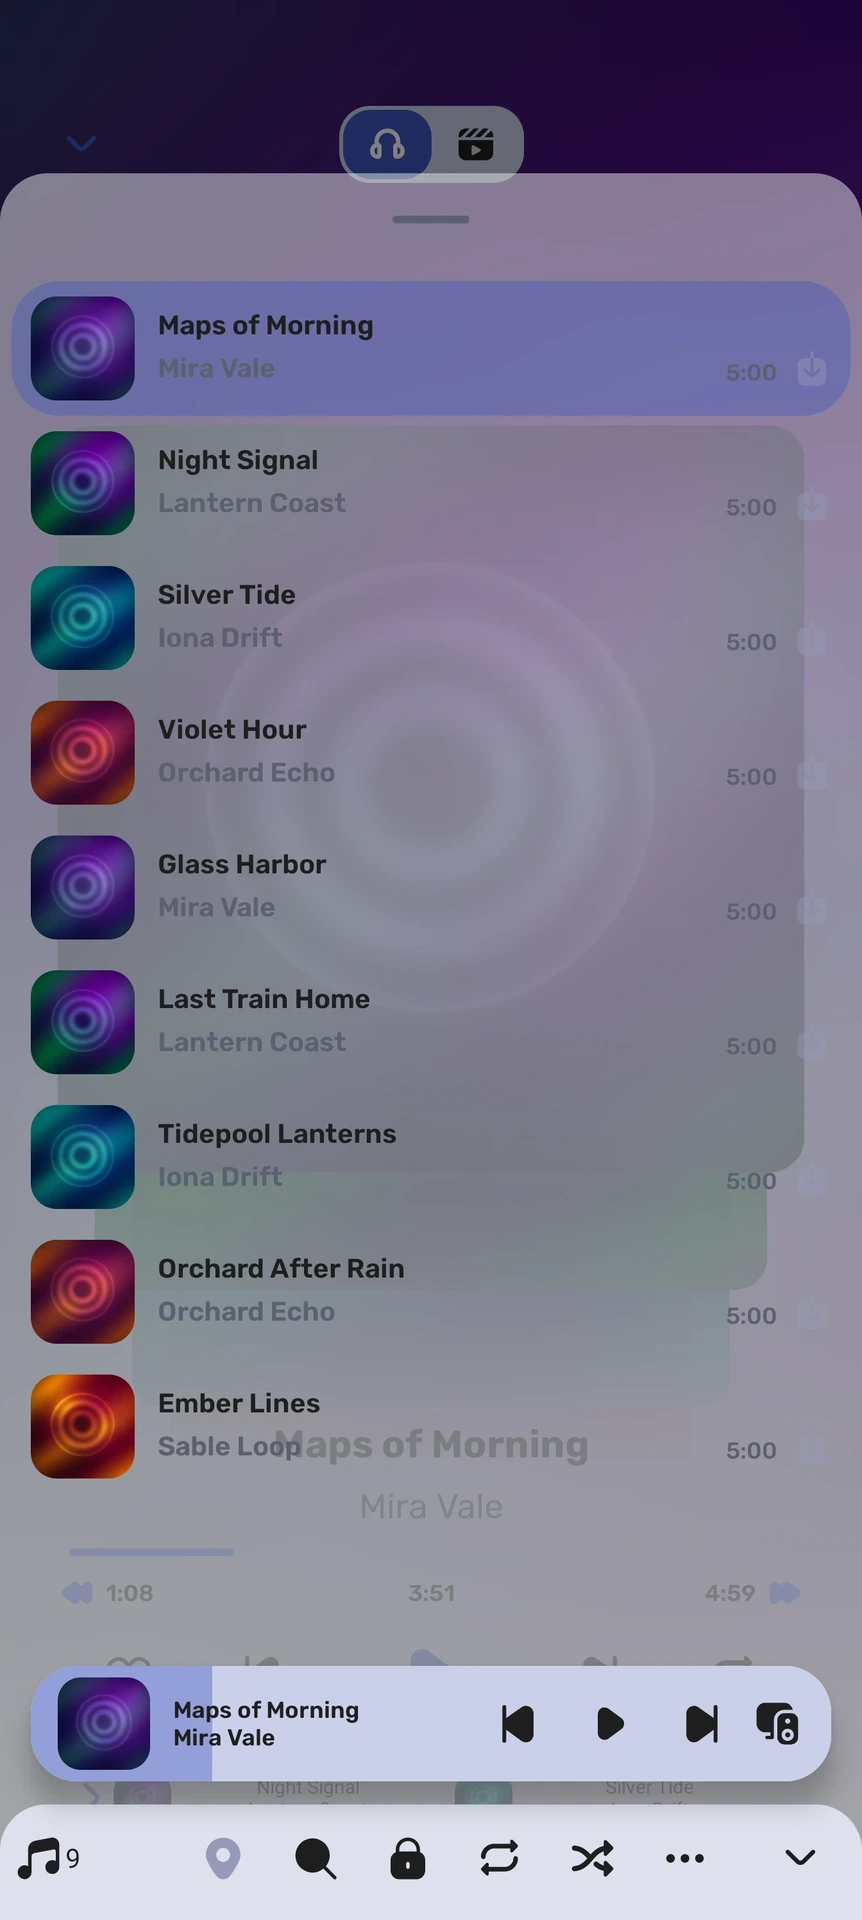 Maps of Morning
Mira Vale
5:00
Night Signal
Lantern Coast
5:00
Silver Tide
Iona Drift
5:00
Violet Hour
Orchard Echo
5:00
Glass Harbor
Mira Vale
5:00
Last Train Home
Lantern Coast
5:00
Tidepool Lanterns
Iona Drift
5:00
Orchard After Rain
Orchard Echo
5:00
Ember Lines
Sable Loop
5:00
Maps of Morning
Mira Vale
1:08 3:51 4:59
Maps of Morning
Mira Vale
Night Signal Silver Tide
9